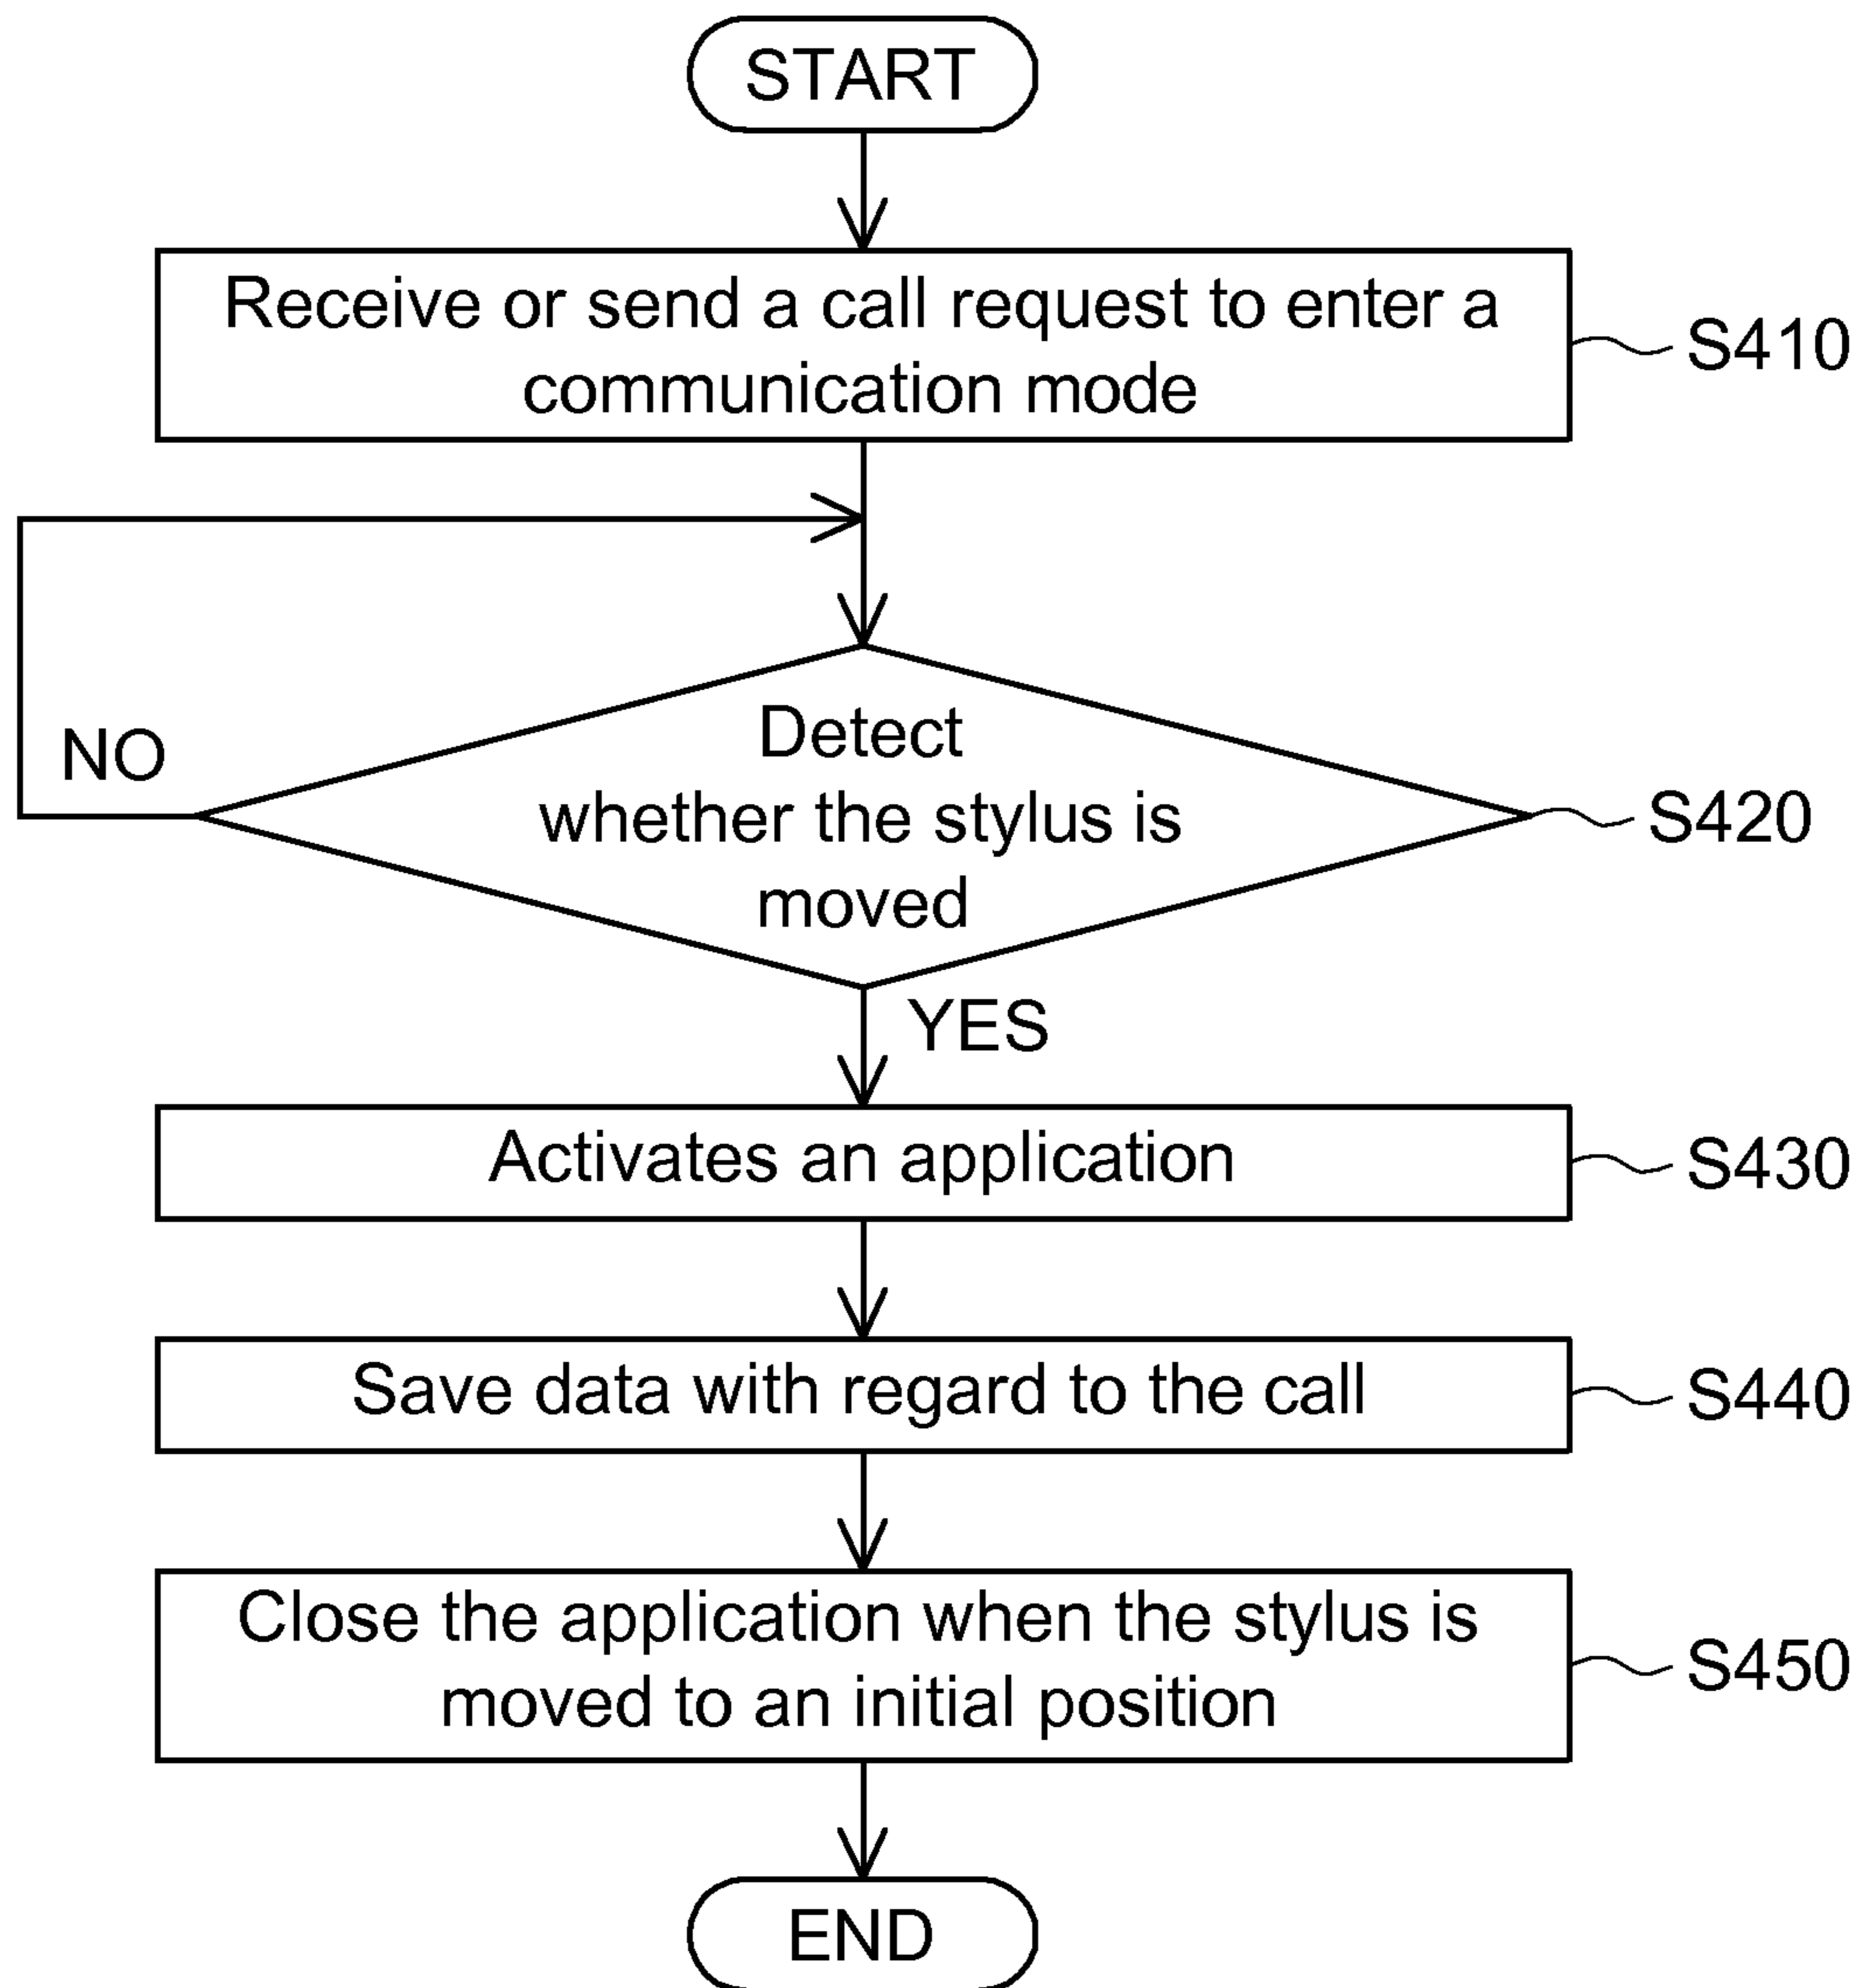 START
Receive or send a call request to enter a
communication mode
S410
NO
Detect
whether the stylus is
moved
S420
YES
Activates an application
S430
Save data with regard to the call
S440
Close the application when the stylus is
moved to an initial position
S450
END